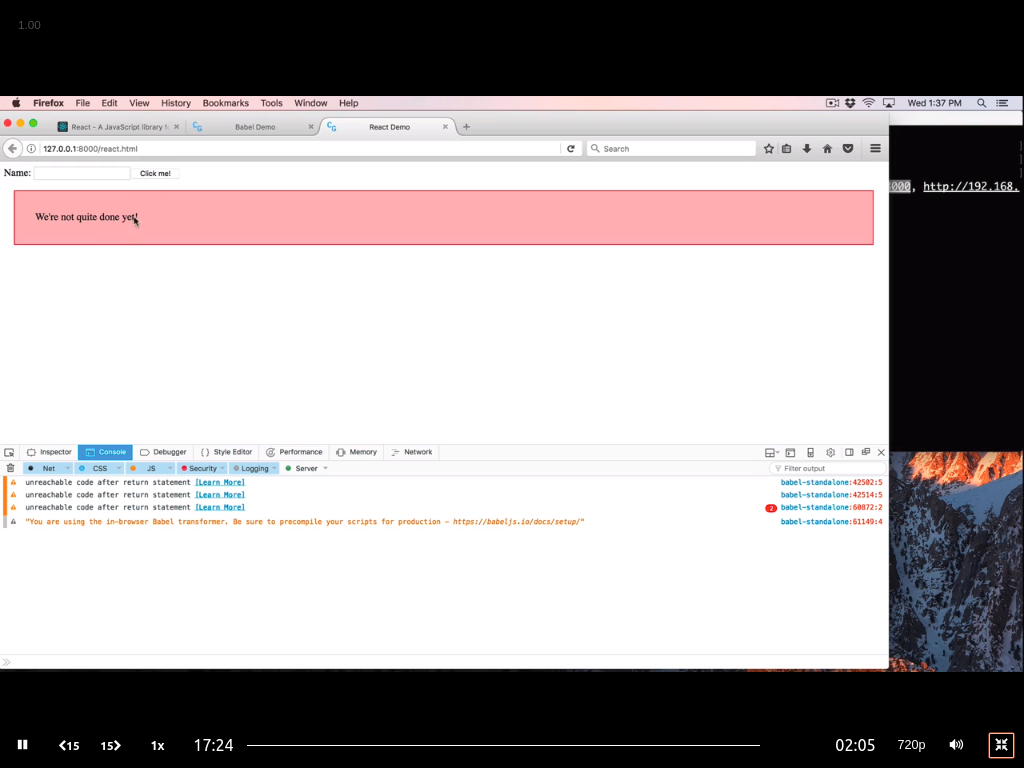 1.00
Firefox File Edit View History Bookmarks Tools Window Help Wed 1:37 PM
React - A JavaScript library f Babel Demo React Demo
127.0.0.1:8000/react.html Search
Name: Click me!
000, http://192.168.
We're not quite done yet!
Inspector Console Debugger Style Editor Performance Memory Network
Net CSS JS Security Logging Server Filter output
unreachable code after return statement [Learn More] babel-standalone:42502:5
unreachable code after return statement [Learn More] babel-standalone:42514:5
unreachable code after return statement [Learn More] 2 babel-standalone:60872:2
"You are using the in-browser Babel transformer. Be sure to precompile your scripts for production - https://babeljs.io/docs/setup/" babel-standalone:61149:4
15 15 1x 17:24 02:05 720p